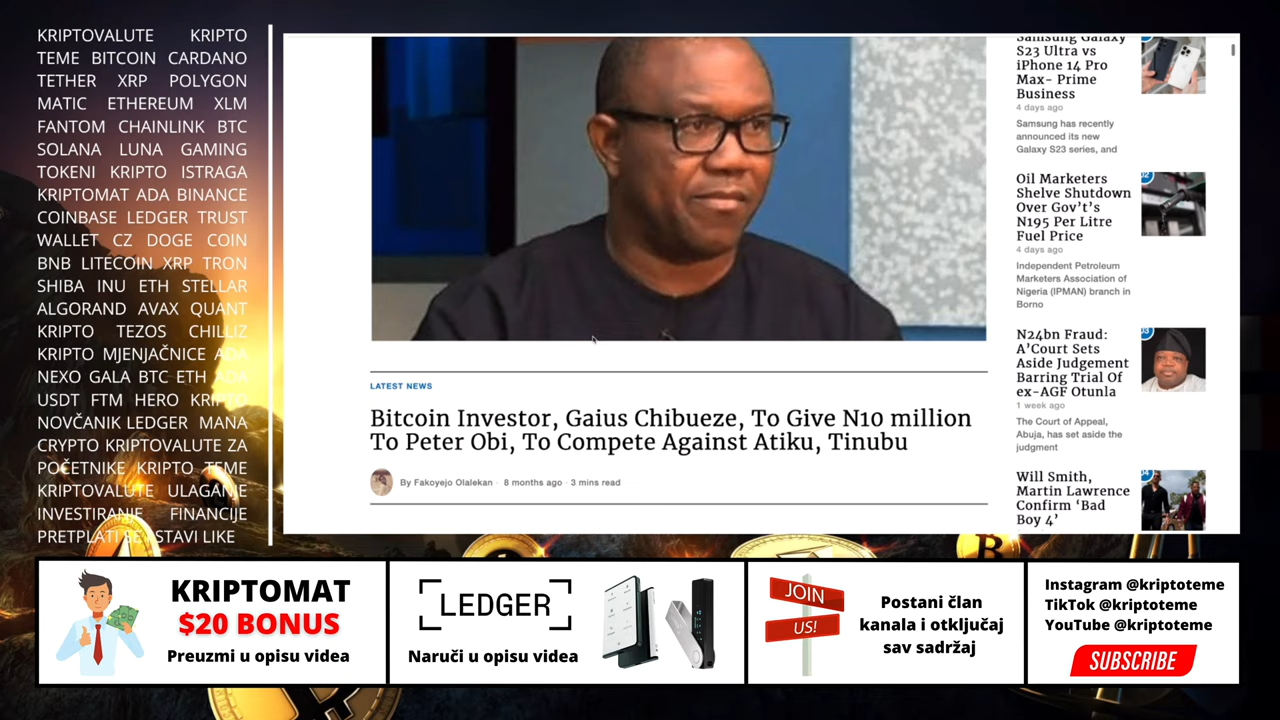 KRIPTOVALUTE KRIPTO
TEME BITCOIN CARDANO
TETHER XRP POLYGON
MATIC ETHEREUM XLM
FANTOM CHAINLINK BTC
SOLANA LUNA GAMING
TOKENI KRIPTO ISTRAGA
KRIPTOMAT ADA BINANCE
COINBASE LEDGER TRUST
WALLET CZ DOGE COIN
BNB LITECOIN XRP TRON
SHIBA INU ETH STELLAR
ALGORAND AVAX QUANT
KRIPTO TEZOS CHILLIZ
KRIPTO MJENJAČNICE ADA
NEXO GALA BTC ETH ADA
USDT FTM HERO KRIPTO
NOVČANIK LEDGER MANA
CRYPTO KRIPTOVALUTE ZA
POČETNIKE KRIPTO TEME
KRIPTOVALUTE ULAGANJE
INVESTIRANJE FINANCIJE
PRETPLATI SE OSTAVI LIKE
LATEST NEWS
Bitcoin Investor, Gaius Chibueze, To Give N10 million
To Peter Obi, To Compete Against Atiku, Tinubu
By Fakoyejo Olalekan · 8 months ago · 3 mins read
Samsung Galaxy
S23 Ultra vs
iPhone 14 Pro
Max- Prime
Business
4 days ago
Samsung has recently
announced its new
Galaxy S23 series, and
02
Oil Marketers
Shelve Shutdown
Over Gov't's
N195 Per Litre
Fuel Price
4 days ago
Independent Petroleum
Marketers Association of
Nigeria (IPMAN) branch in
Borno
03
N24bn Fraud:
A'Court Sets
Aside Judgement
Barring Trial Of
ex-AGF Otunla
1 week ago
The Court of Appeal,
Abuja, has set aside the
judgment
04
Will Smith,
Martin Lawrence
Confirm 'Bad
Boy 4'
KRIPTOMAT
$20 BONUS
Preuzmi u opisu videa
LEDGER
Naruči u opisu videa
JOIN
US!
Postani član
kanala i otključaj
sav sadržaj
Instagram @kriptoteme
TikTok @kriptoteme
YouTube @kriptoteme
SUBSCRIBE